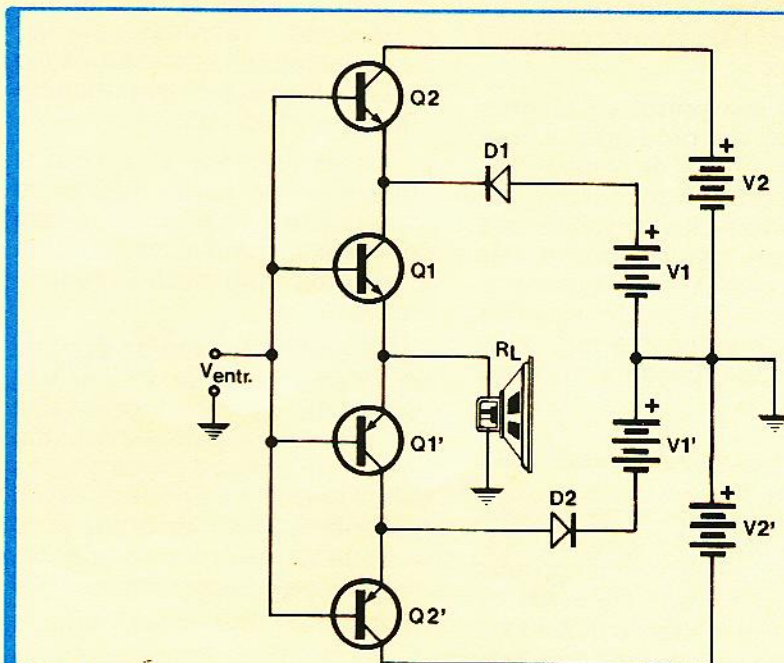 Q2
D1
+
V2
+
V1
Q1
RL
Ventr.
+
V1'
Q1'
D2
+
V2'
Q2'